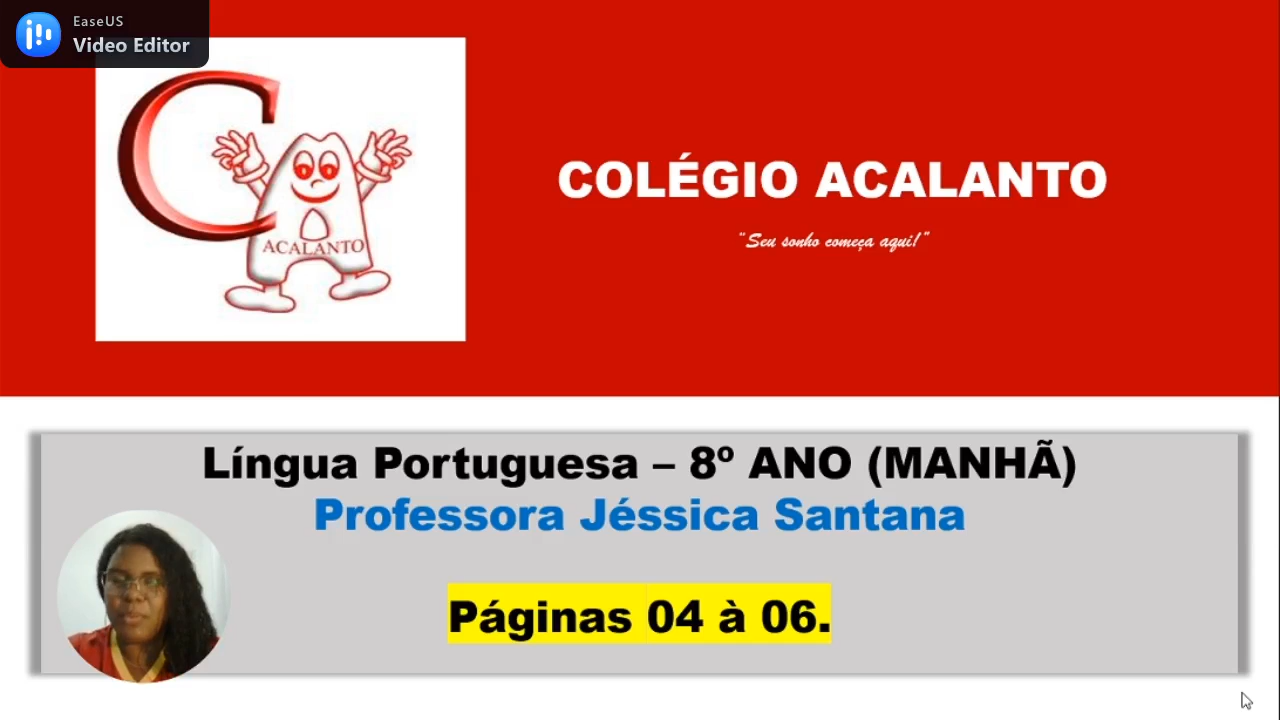 EaseUS
Video Editor
C
ACALANTO
COLÉGIO ACALANTO
"Seu sonho começa aqui!"
Língua Portuguesa – 8º ANO (MANHÃ)
Professora Jéssica Santana
Páginas 04 à 06.